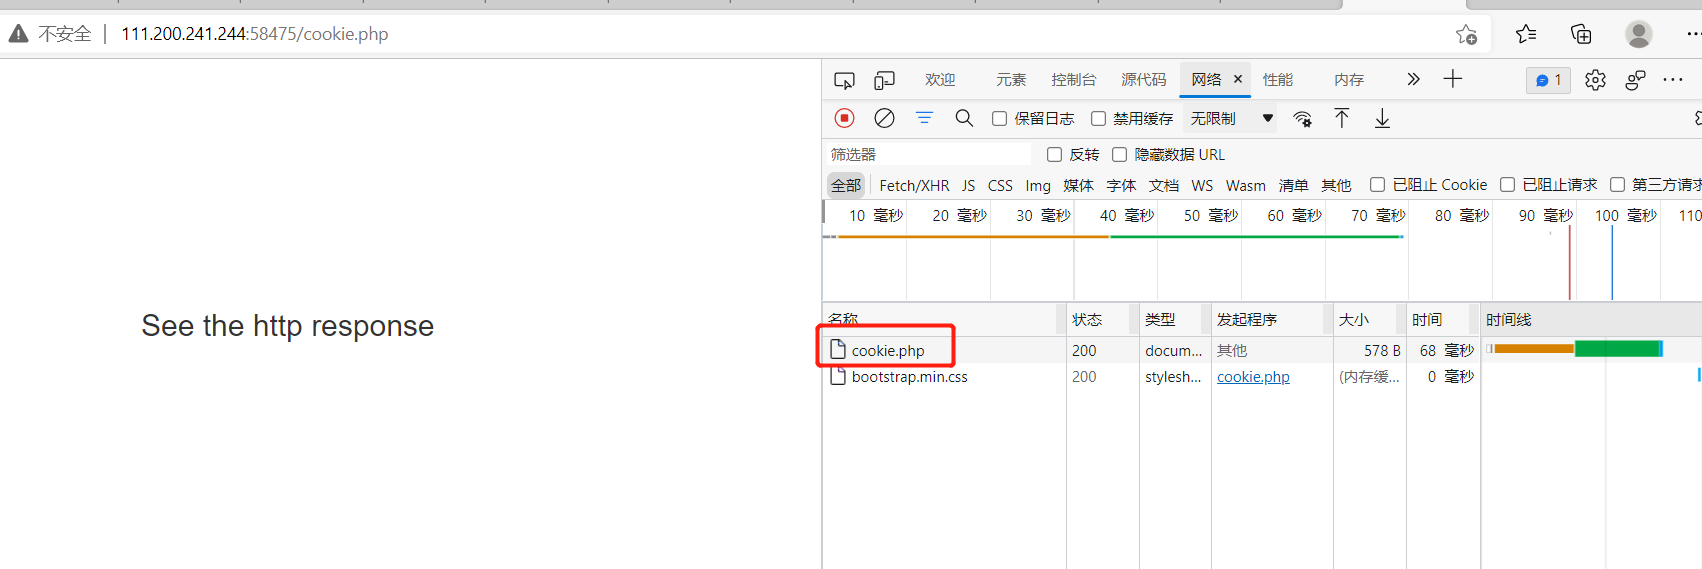 不安全 | 111.200.241.244:58475/cookie.php
See the http response
欢迎 元素 控制台 源代码 网络 × 性能 内存 1
保留日志 禁用缓存 无限制
筛选器 反转 隐藏数据 URL
全部 Fetch/XHR JS CSS Img 媒体 字体 文档 WS Wasm 清单 其他 已阻止 Cookie 已阻止请求 第三方请求
10 毫秒 20 毫秒 30 毫秒 40 毫秒 50 毫秒 60 毫秒 70 毫秒 80 毫秒 90 毫秒 100 毫秒 110
名称 状态 类型 发起程序 大小 时间 时间线
cookie.php 200 docum... 其他 578 B 68 毫秒
bootstrap.min.css 200 stylesh... cookie.php (内存缓... 0 毫秒